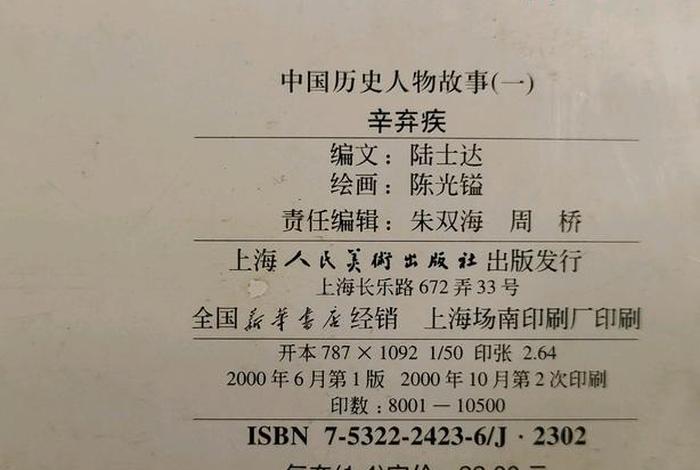 中国历史人物故事(一)
辛弃疾
编文：陆士达
绘画：陈光镒
责任编辑：朱双海 周 桥
上海人民美術出版社出版发行
上海长乐路672弄33号
全国新华书店经销 上海场南印刷厂印刷
开本 787 × 1092 1/50 印张 2.64
2000年6月第1版 2000年10月第2次印刷
印数：8001 — 10500
ISBN 7-5322-2423-6/J · 2302